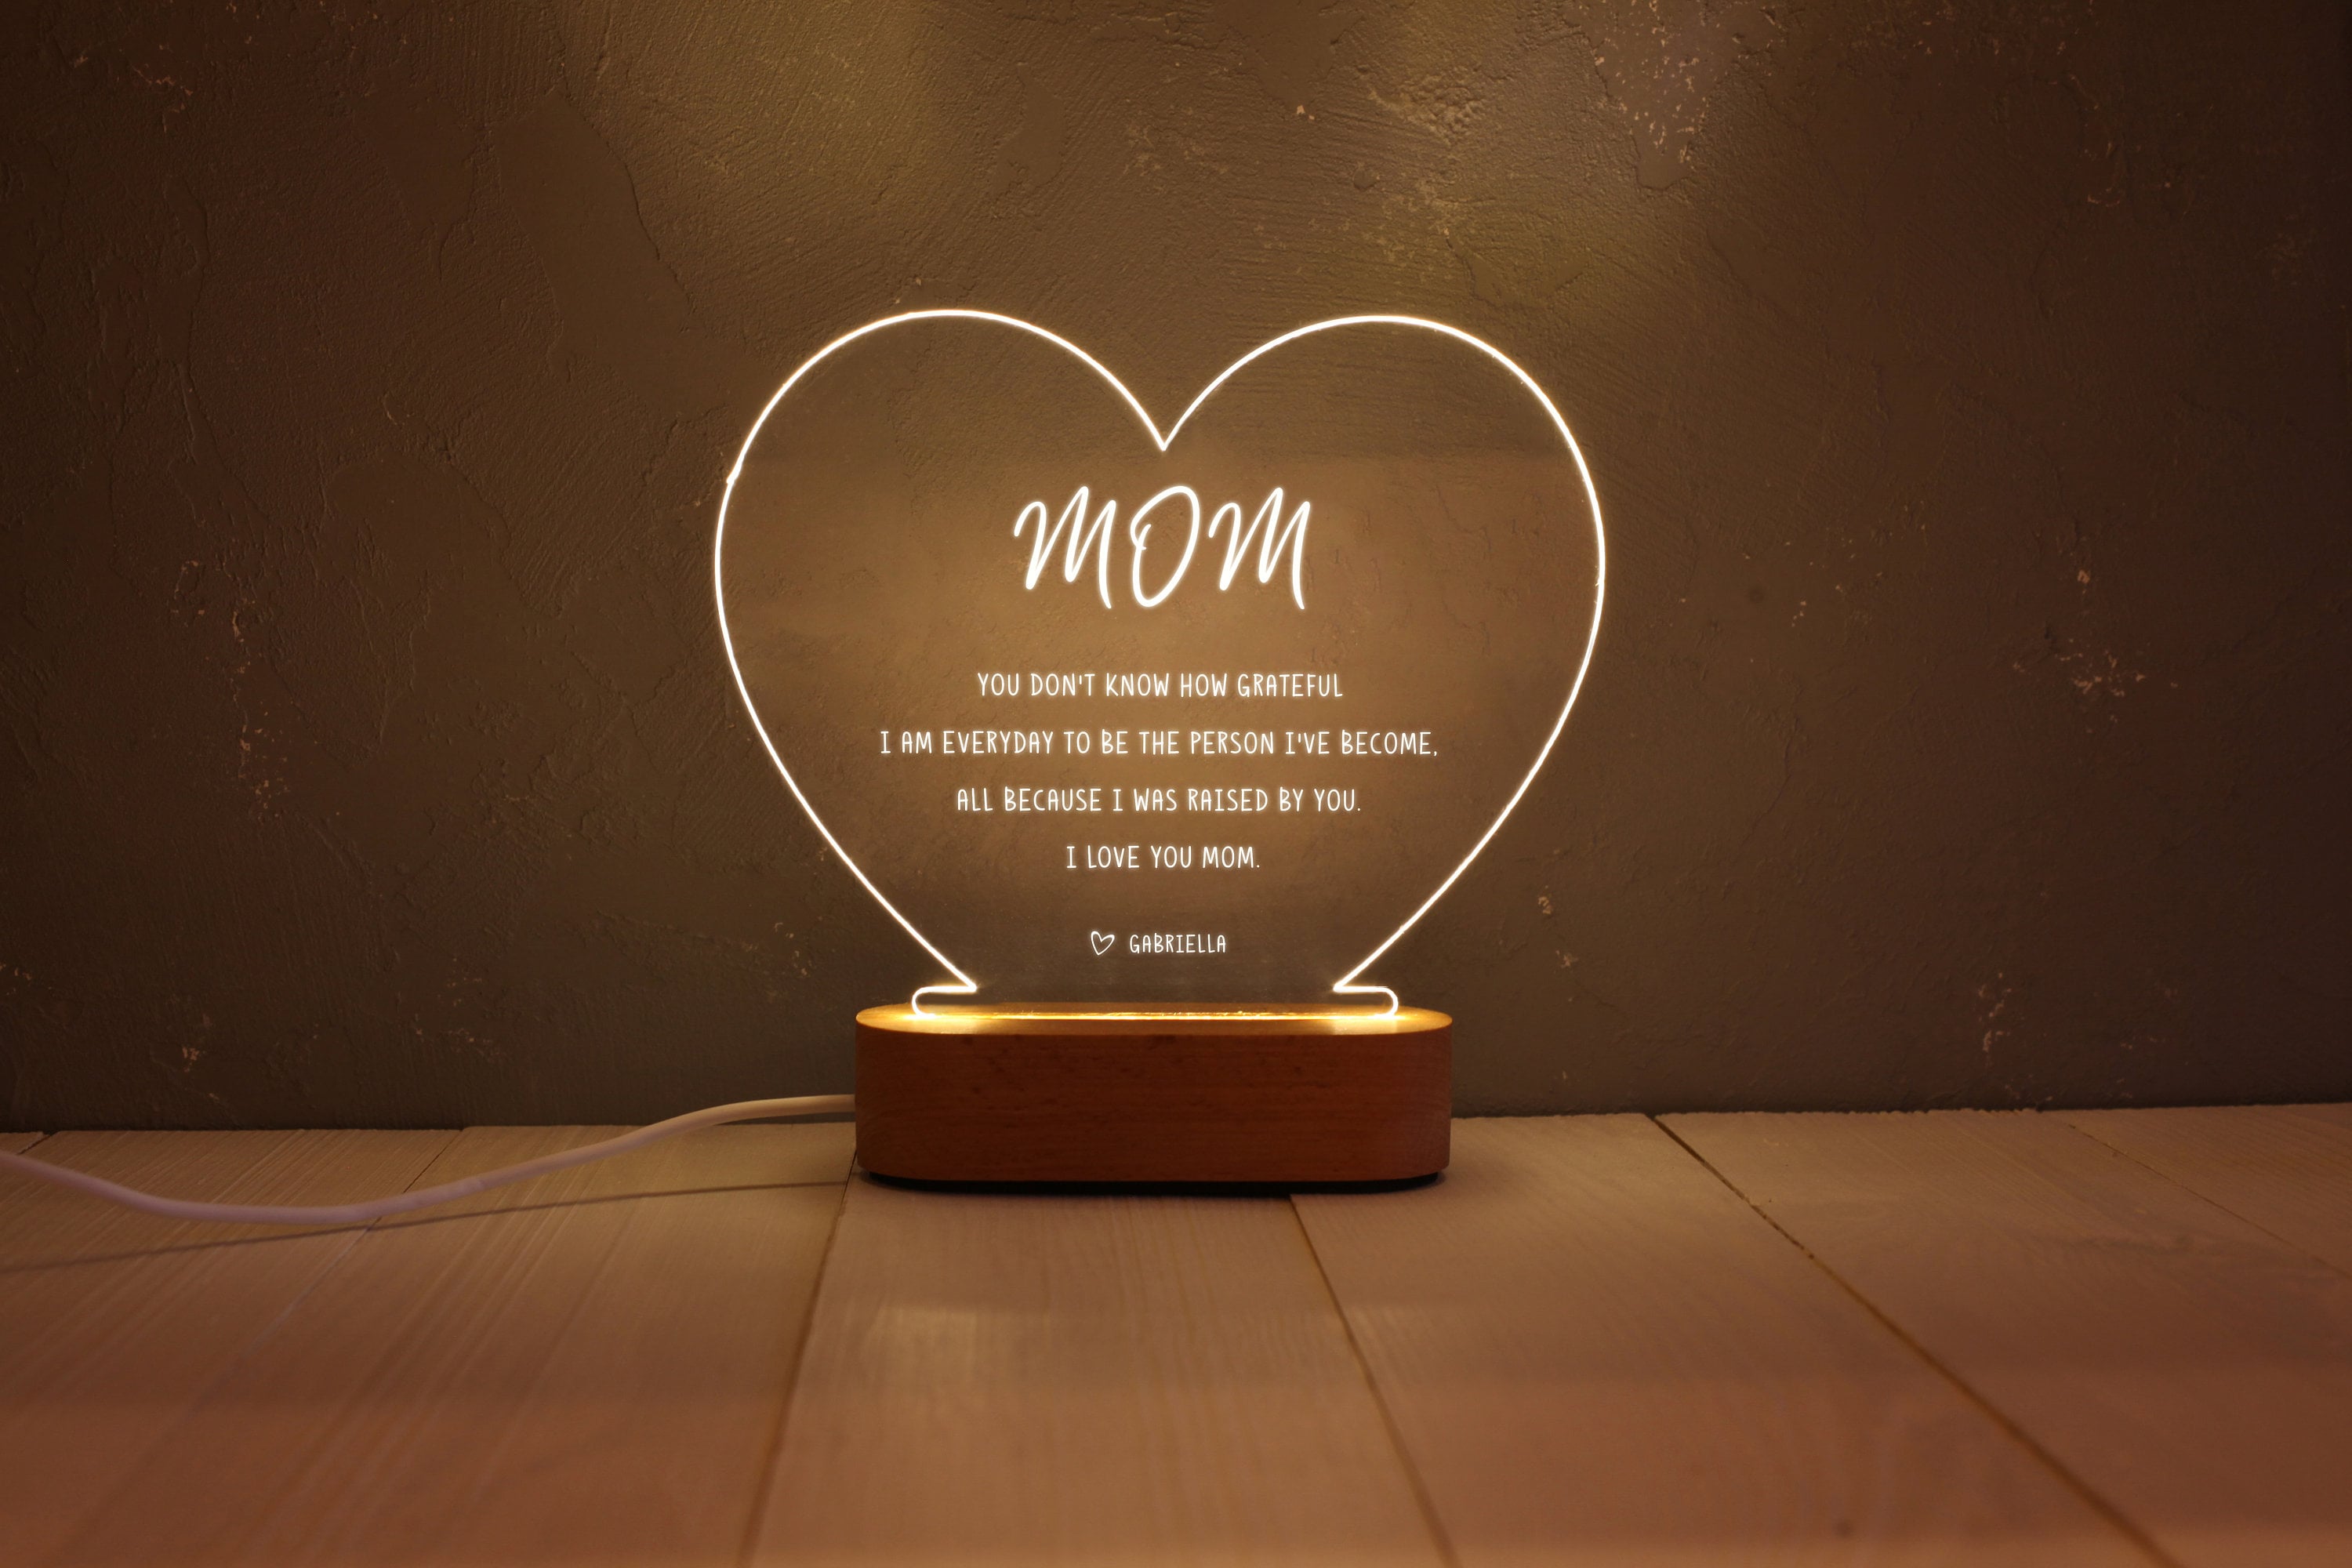 MOM
YOU DON'T KNOW HOW GRATEFUL
I AM EVERYDAY TO BE THE PERSON I'VE BECOME,
ALL BECAUSE I WAS RAISED BY YOU.
I LOVE YOU MOM.
♡ GABRIELLA